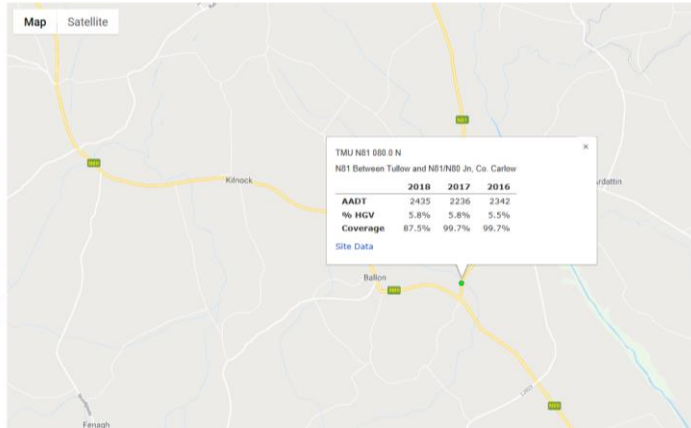 Map Satellite
N81
TMU N81 080.0 N
×
N81 Between Tullow and N81/N80 Jn, Co. Carlow
N80
Kilnock
2018 2017 2016
AADT 2435 2236 2342
% HGV 5.8% 5.8% 5.5%
Coverage 87.5% 99.7% 99.7%
Site Data
Ballon
N80
N80
Fenagh